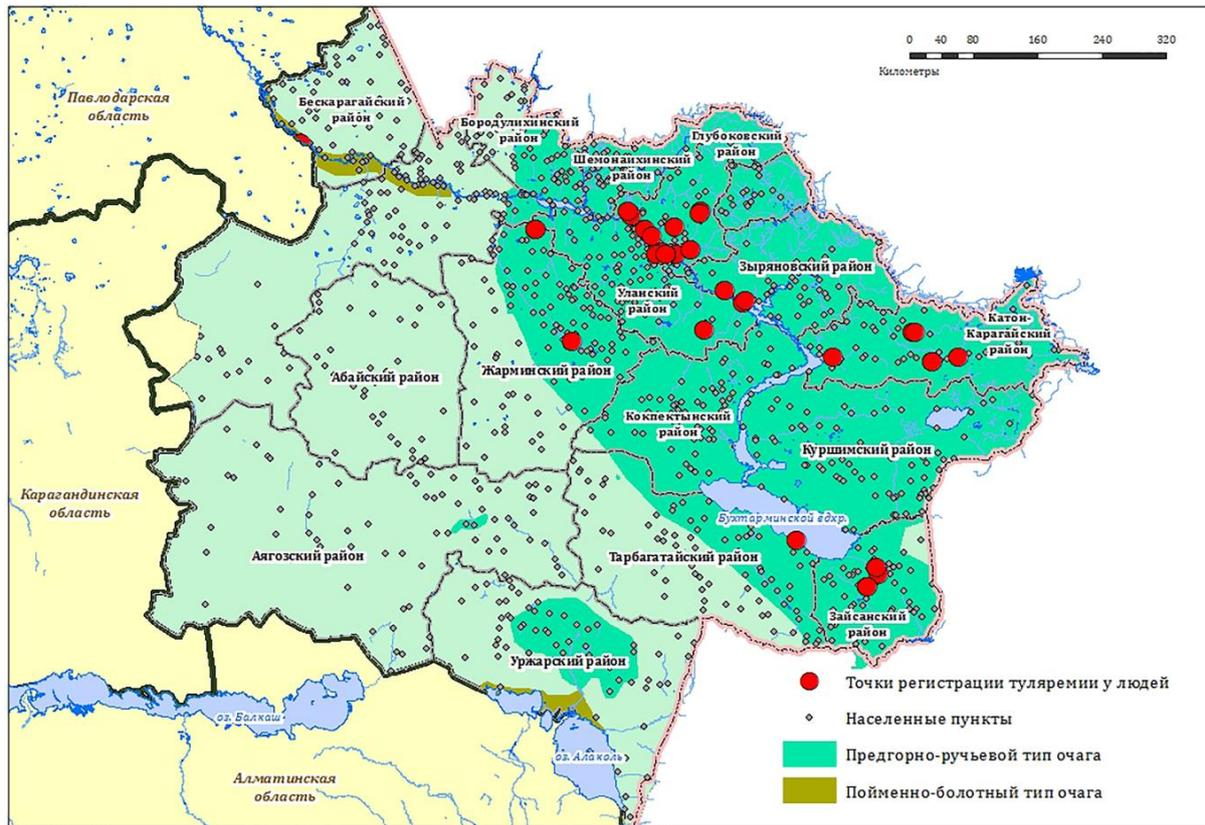 0 40 80 160 240 320
Километры
Павлодарская
область
Бескарагайский
район
Бородулихинский
район
Глубоковский
район
Шемонаихинский
район
Зыряновский район
Уланский
район
Катон-
Карагайский
район
Абайский район
Жарминский район
Кокпектынский
район
Куршимский район
Карагандинская
область
Бухтарминской вдхр.
Аягозский район
Тарбагатайский район
Зайсанский
район
Уржарский район
оз. Балкаш
оз. Алаколь
Алматинская
область
Точки регистрации туляремии у людей
Населенные пункты
Предгорно-ручьевой тип очага
Пойменно-болотный тип очага